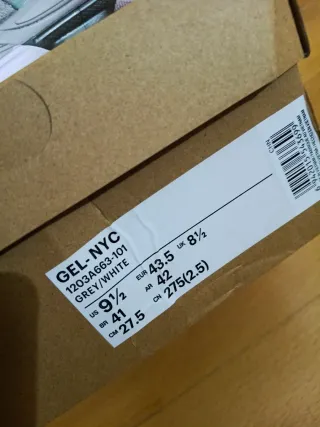 GEL-NYC
1203A663-101
GREY/WHITE
US 9½ EUR 43.5 UK 8½
BR 41 AR 42
CM 27.5 CN 275(2.5)